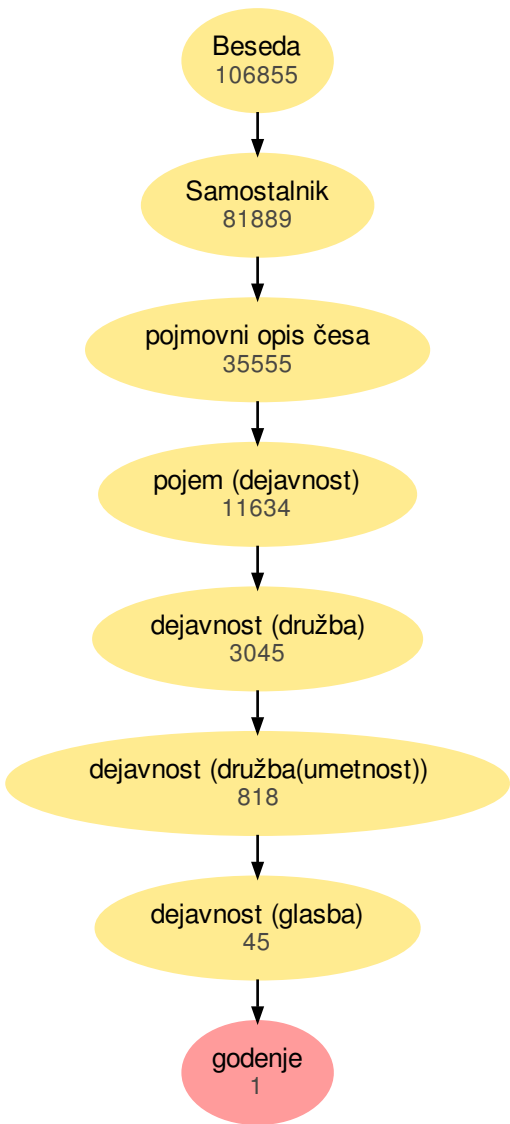 Beseda
106855
Samostalnik
81889
pojmovni opis česa
35555
pojem (dejavnost)
11634
dejavnost (družba)
3045
dejavnost (družba(umetnost))
818
dejavnost (glasba)
45
godenje
1